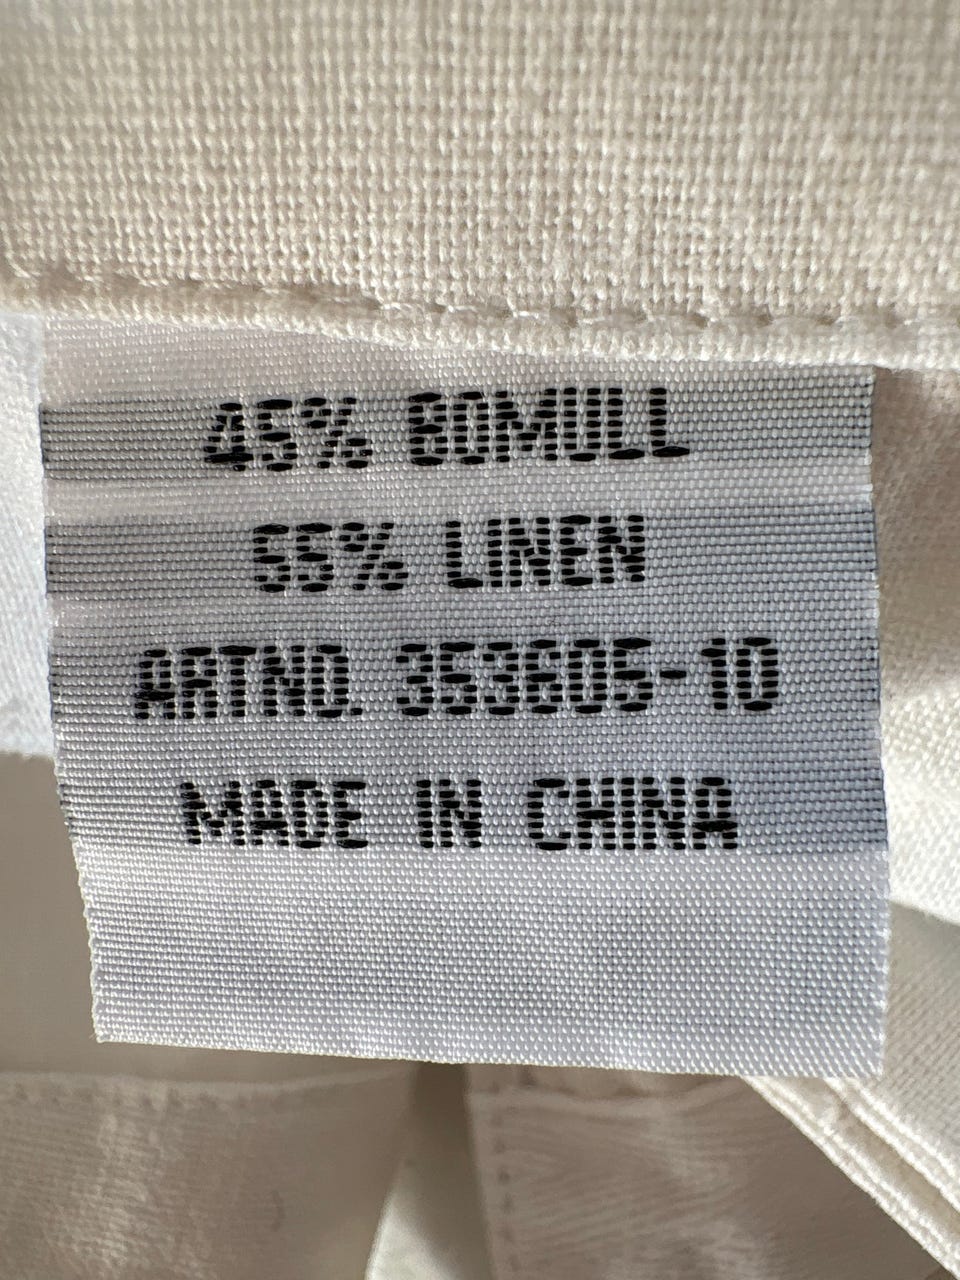 45% BOMULL
55% LINEN
ARTNO. 353605-10
MADE IN CHINA